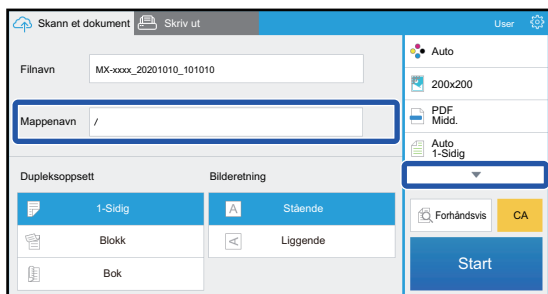 Skann et dokument
Skriv ut
User
Filnavn
MX-xxxx_20201010_101010
Mappenavn
/
Dupleksoppsett
Bilderetning
1-Sidig
Blokk
Bok
A
Stående
A
Liggende
Auto
200x200
PDF
Midd.
Auto
1-Sidig
Forhåndsvis
CA
Start